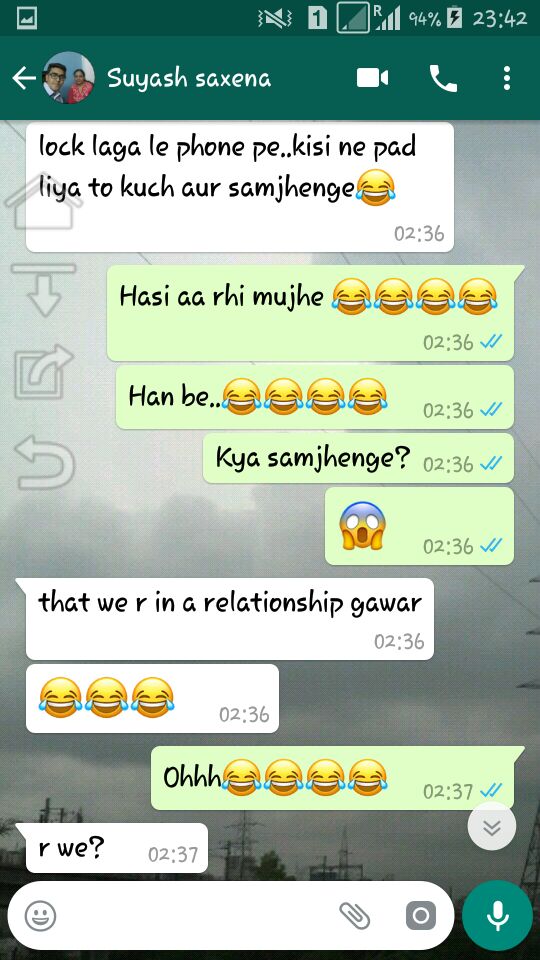 1 R 94% 23:42
Suyash saxena
lock laga le phone pe..kisi ne pad
liya to kuch aur samjhenge😂
02:36
Hasi aa rhi mujhe 😂😂😂😂
02:36
Han be..😂😂😂😂 02:36
Kya samjhenge? 02:36
😱 02:36
that we r in a relationship gawar
02:36
😂😂😂 02:36
Ohhh😂😂😂😂 02:37
r we? 02:37